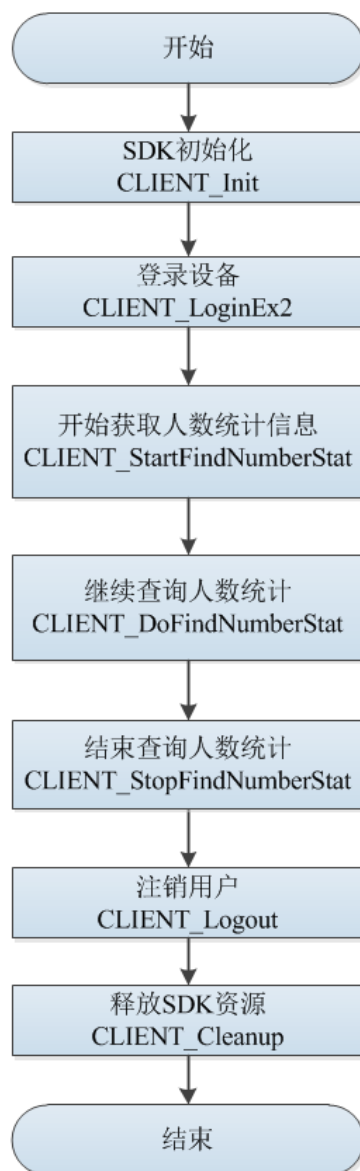 开始
SDK初始化
CLIENT_Init
登录设备
CLIENT_LoginEx2
开始获取人数统计信息
CLIENT_StartFindNumberStat
继续查询人数统计
CLIENT_DoFindNumberStat
结束查询人数统计
CLIENT_StopFindNumberStat
注销用户
CLIENT_Logout
释放SDK资源
CLIENT_Cleanup
结束